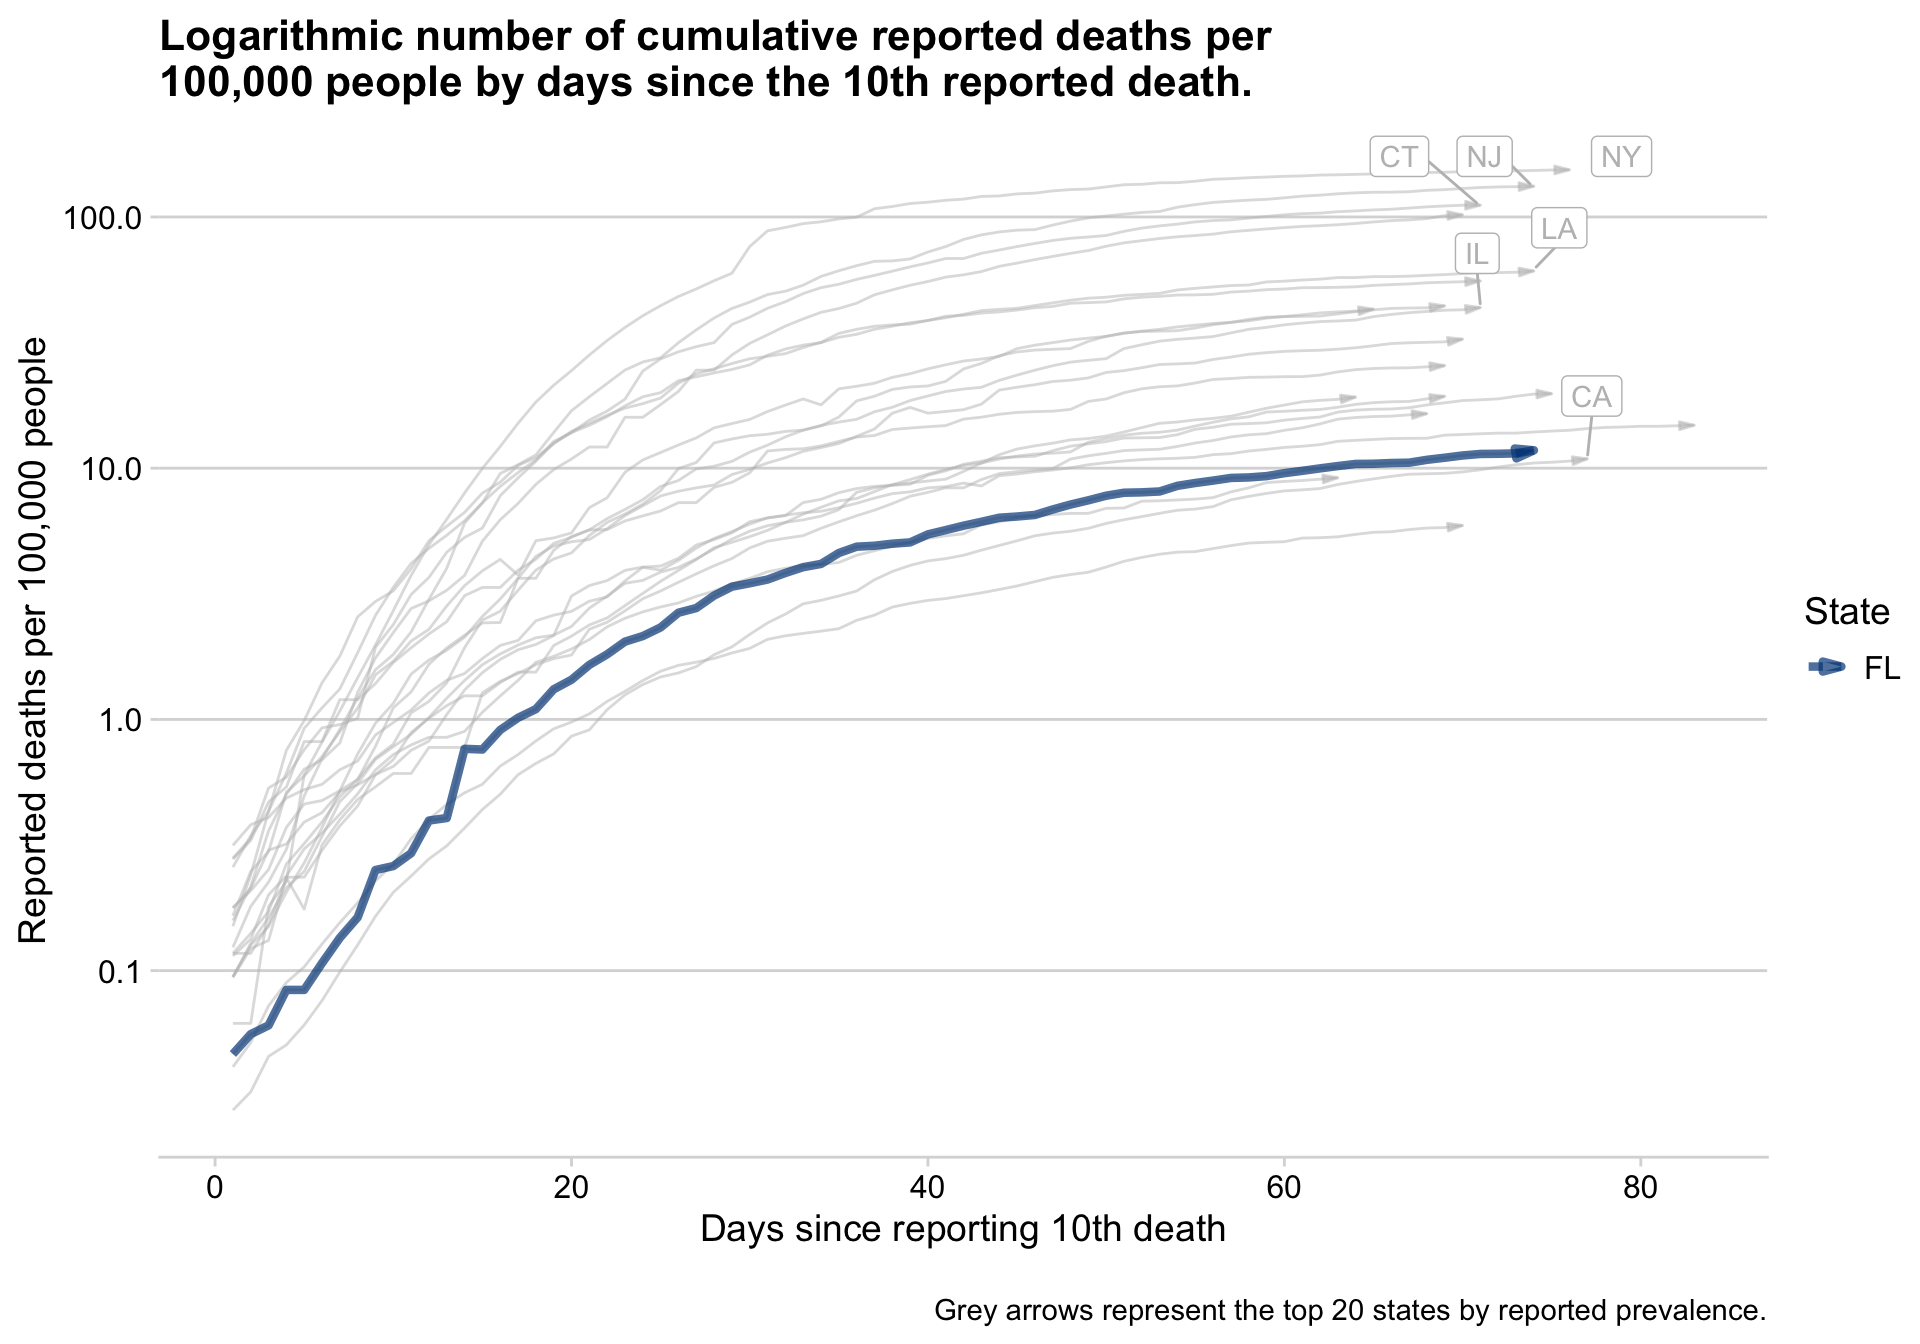 Logarithmic number of cumulative reported deaths per
100,000 people by days since the 10th reported death.
CT
NJ
NY
LA
IL
CA
100.0
10.0
1.0
0.1
Reported deaths per 100,000 people
0
20
40
60
80
Days since reporting 10th death
State
FL
Grey arrows represent the top 20 states by reported prevalence.